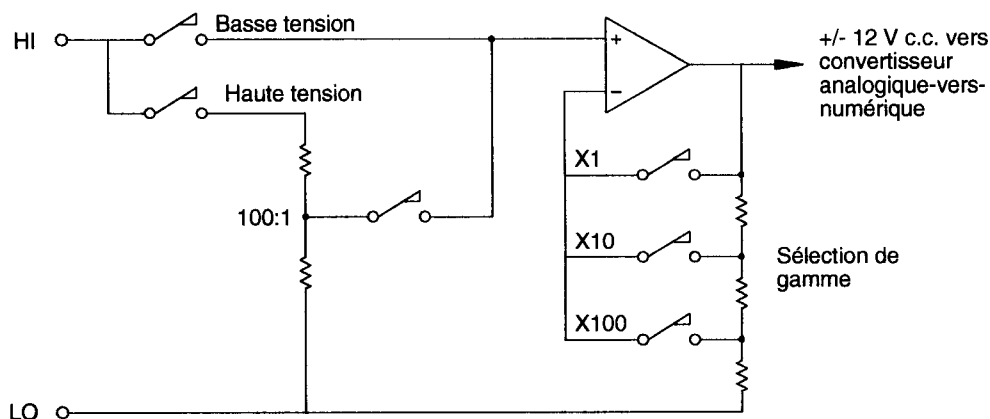 HI
Basse tension
Haute tension
100:1
+
−
X1
X10
X100
+/- 12 V c.c. vers
convertisseur
analogique-vers-
numérique
Sélection de
gamme
LO